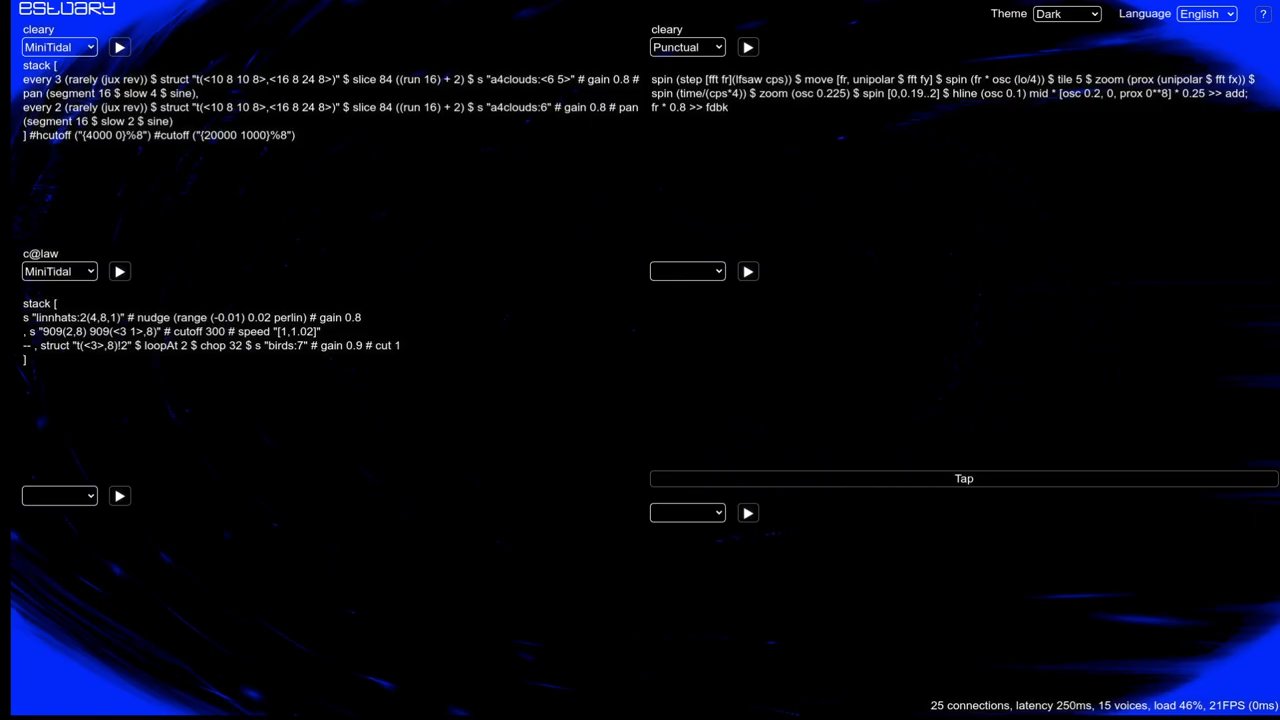 estuary
Theme Dark Language English ?
cleary
MiniTidal
stack [
every 3 (rarely (jux rev)) $ struct "t(<10 8 10 8>,<16 8 24 8>)" $ slice 84 ((run 16) + 2) $ s "a4clouds:<6 5>" # gain 0.8 #
pan (segment 16 $ slow 4 $ sine),
every 2 (rarely (jux rev)) $ struct "t(<10 8 10 8>,<16 8 24 8>)" $ slice 84 ((run 16) + 2) $ s "a4clouds:6" # gain 0.8 # pan
(segment 16 $ slow 2 $ sine)
] #hcutoff ("{4000 0}%8") #cutoff ("{20000 1000}%8")
cleary
Punctual
spin (step [fft fr](lfsaw cps)) $ move [fr, unipolar $ fft fy] $ spin (fr * osc (lo/4)) $ tile 5 $ zoom (prox (unipolar $ fft fx)) $
spin (time/(cps*4)) $ zoom (osc 0.225) $ spin [0,0.19..2] $ hline (osc 0.1) mid * [osc 0.2, 0, prox 0**8] * 0.25 >> add;
fr * 0.8 >> fdbk
c@law
MiniTidal
stack [
s "linnhats:2(4,8,1)" # nudge (range (-0.01) 0.02 perlin) # gain 0.8
, s "909(2,8) 909(<3 1>,8)" # cutoff 300 # speed "[1,1.02]"
-- , struct "t(<3>,8)!2" $ loopAt 2 $ chop 32 $ s "birds:7" # gain 0.9 # cut 1
]
Tap
25 connections, latency 250ms, 15 voices, load 46%, 21FPS (0ms)